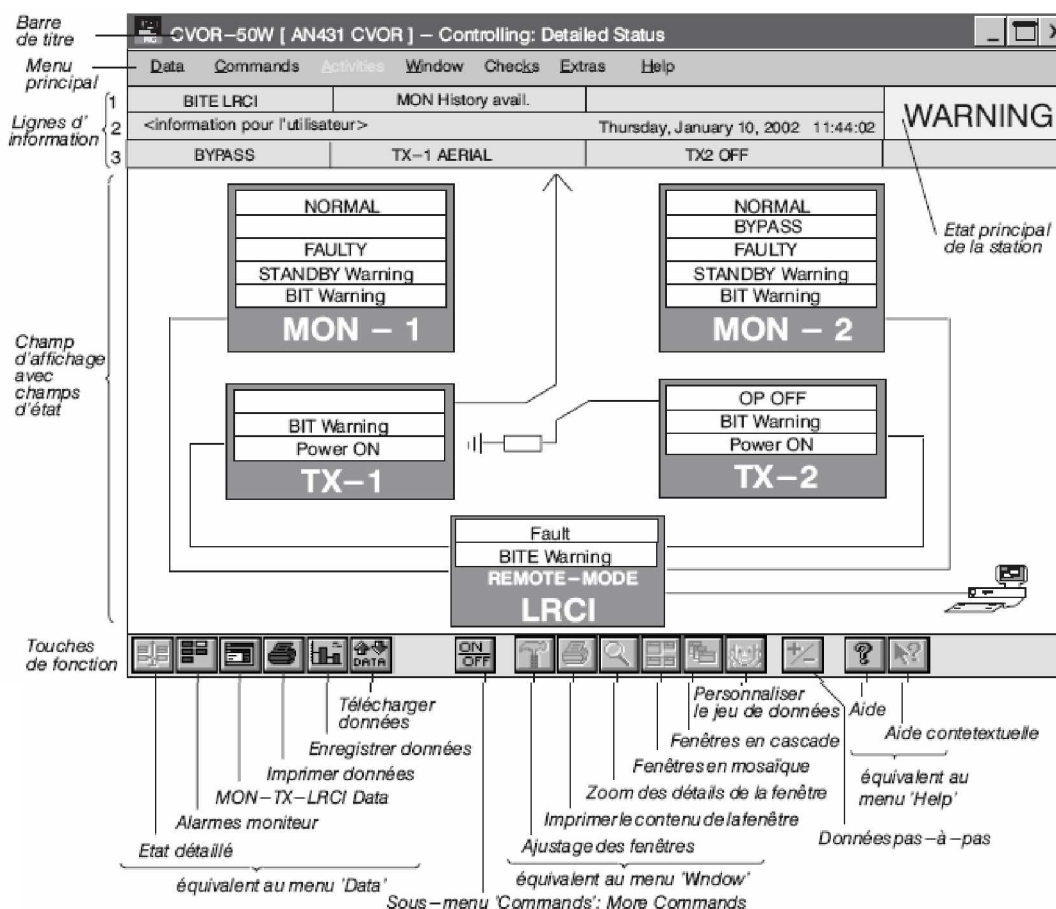 Barre
de titre
RC CVOR-50W [ AN431 CVOR ] – Controlling: Detailed Status
Menu
principal
Data Commands Activities Window Checks Extras Help
Lignes d'
information
1 BITE LRCI MON History avail.
2 <information pour l'utilisateur> Thursday, January 10, 2002 11:44:02
WARNING
3 BYPASS TX-1 AERIAL TX2 OFF
Etat principal
de la station
Champ
d'affichage
avec
champs
d'état
NORMAL
FAULTY
STANDBY Warning
BIT Warning
MON – 1
NORMAL
BYPASS
FAULTY
STANDBY Warning
BIT Warning
MON – 2
BIT Warning
Power ON
TX-1
OP OFF
BIT Warning
Power ON
TX-2
Fault
BITE Warning
REMOTE-MODE
LRCI
Touches
de fonction
DATA
ON
OFF
+/-
?
?
Télécharger
données
Enregistrer données
Imprimer données
MON-TX-LRCI Data
Alarmes moniteur
Etat détaillé
équivalent au menu 'Data'
Sous-menu 'Commands': More Commands
Personnaliser
le jeu de données
Fenêtres en cascade
Fenêtres en mosaïque
Zoom des détails de la fenêtre
Imprimer le contenu de lafenêtre
Ajustage des fenêtres
équivalent au menu 'Wndow'
Aide
Aide contetextuelle
équivalent au
menu 'Help'
Données pas-à-pas